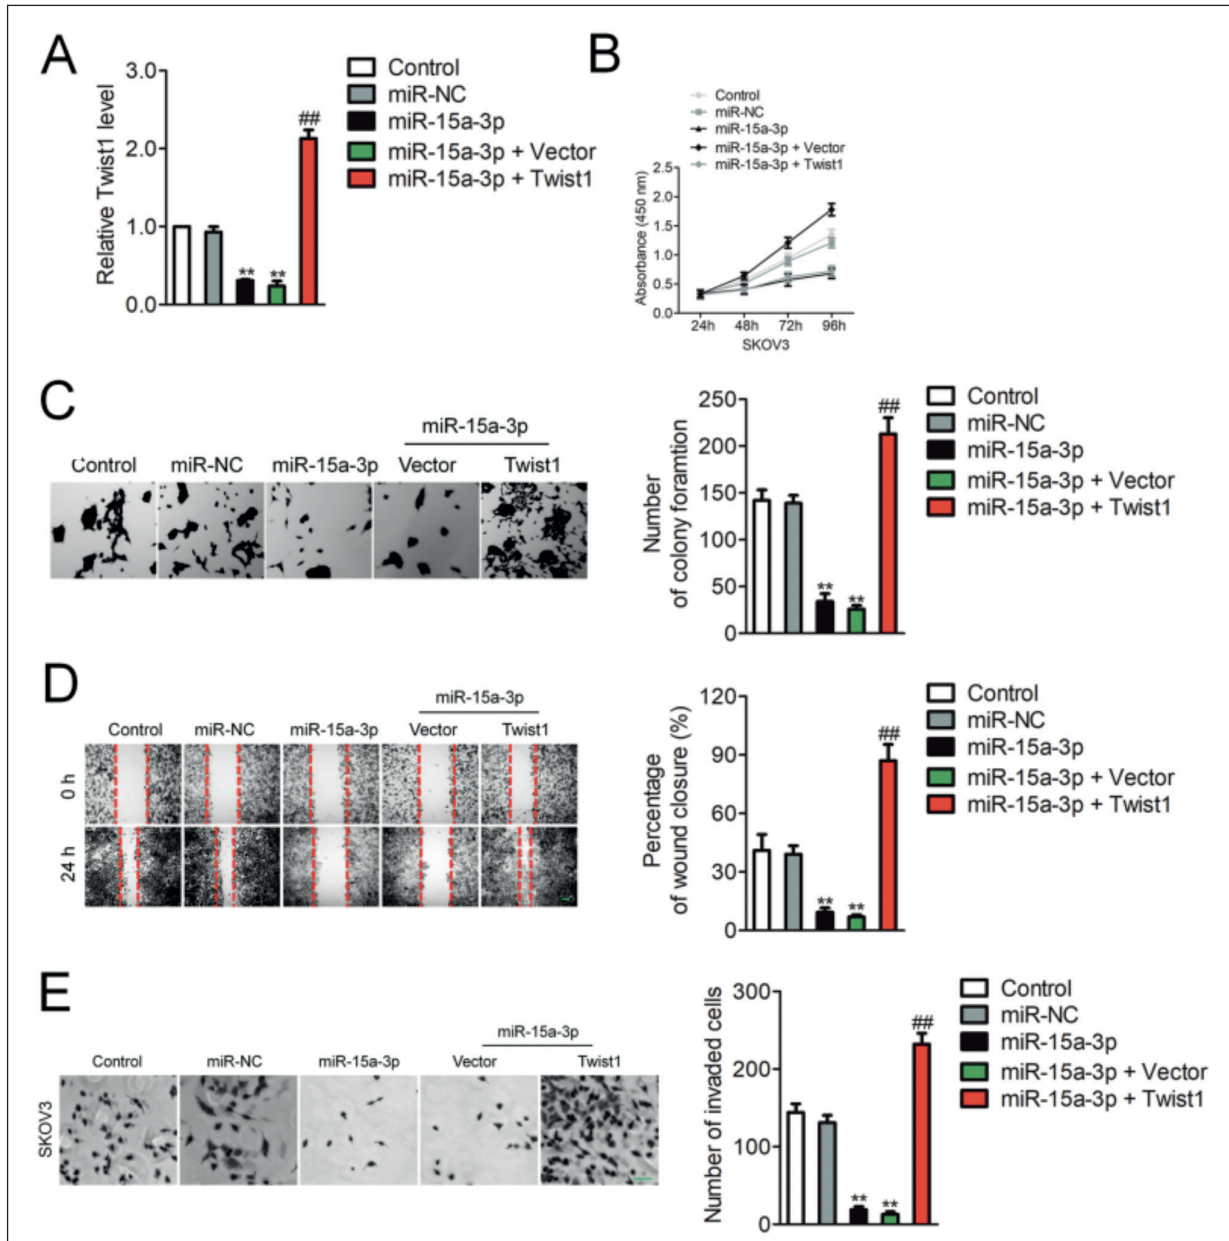 A
Relative Twist1 level
3.0
2.0
1.0
0.0
**
**
##
Control
miR-NC
miR-15a-3p
miR-15a-3p + Vector
miR-15a-3p + Twist1
B
Control
miR-NC
miR-15a-3p
miR-15a-3p + Vector
miR-15a-3p + Twist1
Absorbance (450 nm)
2.5
2.0
1.5
1.0
0.5
0.0
24h 48h 72h 96h
SKOV3
C
miR-15a-3p
Control miR-NC miR-15a-3p Vector Twist1
Number
of colony foramtion
250
200
150
100
50
0
**
**
##
Control
miR-NC
miR-15a-3p
miR-15a-3p + Vector
miR-15a-3p + Twist1
D
miR-15a-3p
Control miR-NC miR-15a-3p Vector Twist1
0 h
24 h
Percentage
of wound closure (%)
120
90
60
30
0
**
**
##
Control
miR-NC
miR-15a-3p
miR-15a-3p + Vector
miR-15a-3p + Twist1
E
miR-15a-3p
Control miR-NC miR-15a-3p Vector Twist1
SKOV3
Number of invaded cells
300
200
100
0
**
**
##
Control
miR-NC
miR-15a-3p
miR-15a-3p + Vector
miR-15a-3p + Twist1